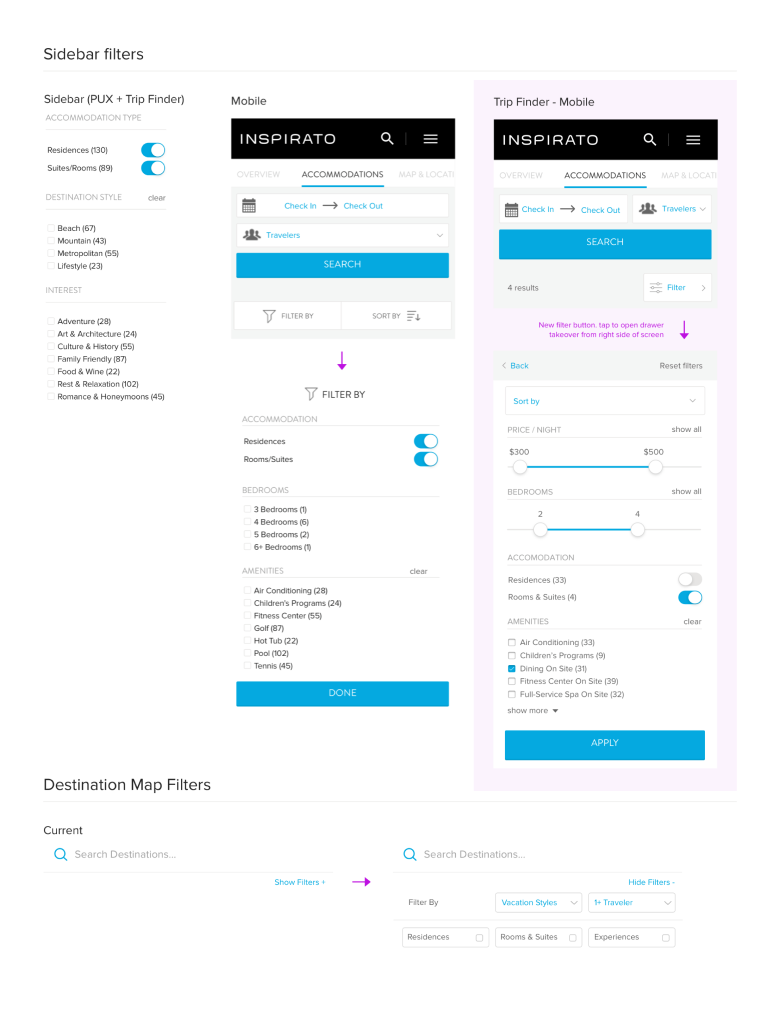 Sidebar filters
Sidebar (PUX + Trip Finder)
ACCOMMODATION TYPE
Residences (130)
Suites/Rooms (89)
DESTINATION STYLE clear
Beach (67)
Mountain (43)
Metropolitan (55)
Lifestyle (23)
INTEREST
Adventure (28)
Art & Architecture (24)
Culture & History (55)
Family Friendly (87)
Food & Wine (22)
Rest & Relaxation (102)
Romance & Honeymoons (45)
Mobile
INSPIRATO
OVERVIEW ACCOMMODATIONS MAP & LOCATI
Check In Check Out
Travelers
SEARCH
FILTER BY SORT BY
FILTER BY
ACCOMMODATION
Residences
Rooms/Suites
BEDROOMS
3 Bedrooms (1)
4 Bedrooms (6)
5 Bedrooms (2)
6+ Bedrooms (1)
AMENITIES clear
Air Conditioning (28)
Children's Programs (24)
Fitness Center (55)
Golf (87)
Hot Tub (22)
Pool (102)
Tennis (45)
DONE
Trip Finder - Mobile
INSPIRATO
OVERVIEW ACCOMMODATIONS MAP & LOCATI
Check In Check Out Travelers
SEARCH
4 results Filter
New filter button: tap to open drawer
takeover from right side of screen
Back Reset filters
Sort by
PRICE / NIGHT show all
$300 $500
BEDROOMS show all
2 4
ACCOMODATION
Residences (33)
Rooms & Suites (4)
AMENITIES clear
Air Conditioning (33)
Children's Programs (9)
Dining On Site (31)
Fitness Center On Site (39)
Full-Service Spa On Site (32)
show more
APPLY
Destination Map Filters
Current
Search Destinations...
Show Filters +
Search Destinations...
Hide Filters -
Filter By Vacation Styles 1+ Traveler
Residences Rooms & Suites Experiences